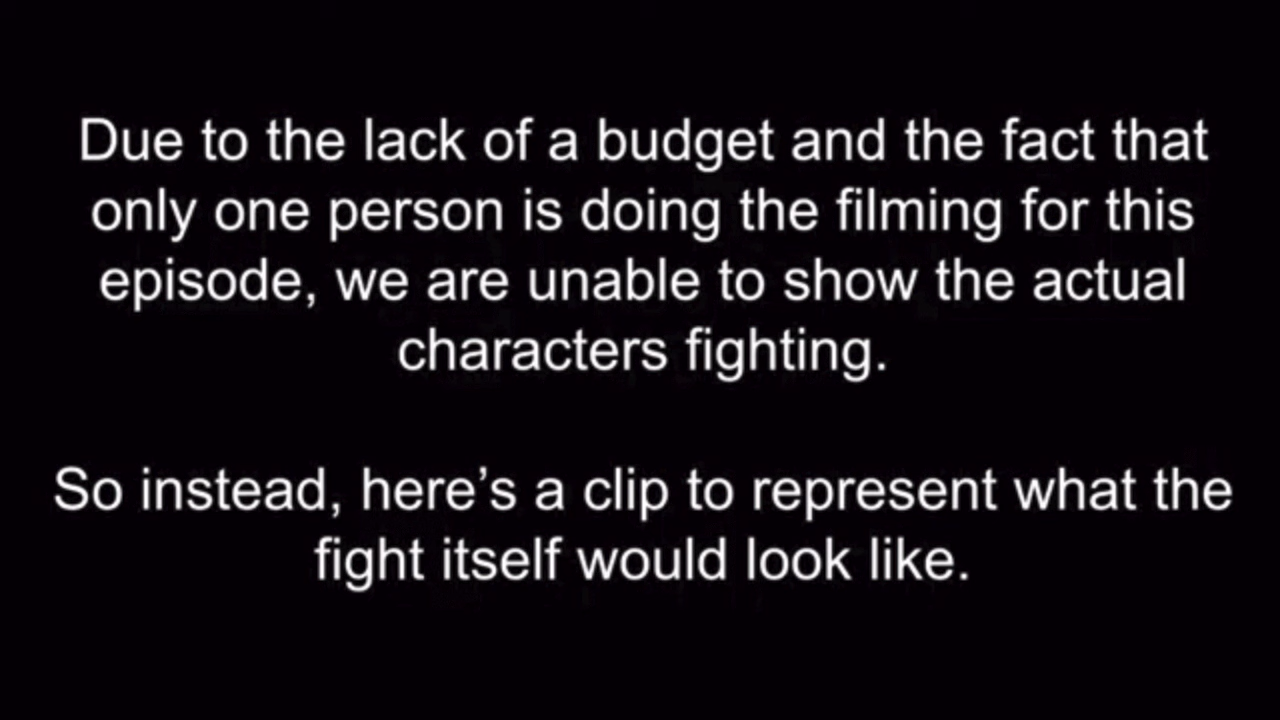 Due to the lack of a budget and the fact that
only one person is doing the filming for this
episode, we are unable to show the actual
characters fighting.
So instead, here’s a clip to represent what the
fight itself would look like.